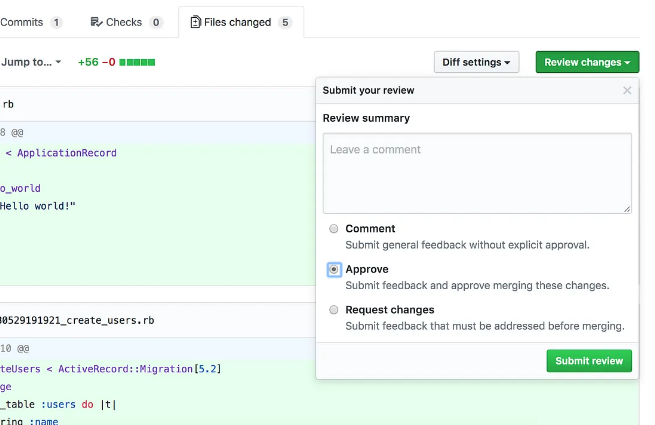 Commits 1 Checks 0 Files changed 5
Jump to... +56 −0 Diff settings Review changes
Submit your review
rb
Review summary
8 @@
< ApplicationRecord
Leave a comment
o_world
Hello world!"
Comment
Submit general feedback without explicit approval.
Approve
Submit feedback and approve merging these changes.
Request changes
Submit feedback that must be addressed before merging.
80529191921_create_users.rb
10 @@
Submit review
teUsers < ActiveRecord::Migration[5.2]
ge
_table :users do |t|
ring :name